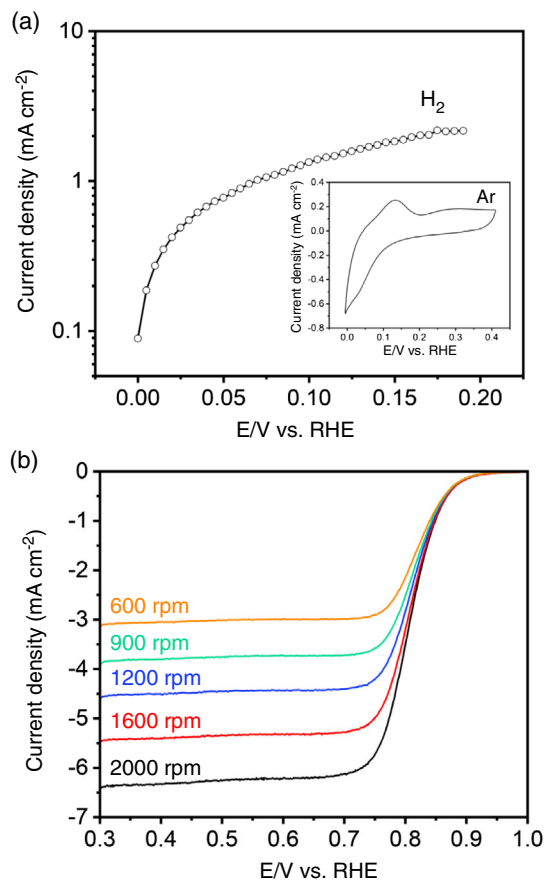 (a)
10
1
0.1
Current density (mA cm-2)
H2
0.4
0.2
0.0
-0.2
-0.4
-0.6
-0.8
Current density (mA cm-2)
Ar
0.0 0.1 0.2 0.3 0.4
E/V vs. RHE
0.00 0.05 0.10 0.15 0.20
E/V vs. RHE
(b)
0
-1
-2
-3
-4
-5
-6
-7
Current density (mA cm-2)
600 rpm
900 rpm
1200 rpm
1600 rpm
2000 rpm
0.3 0.4 0.5 0.6 0.7 0.8 0.9 1.0
E/V vs. RHE